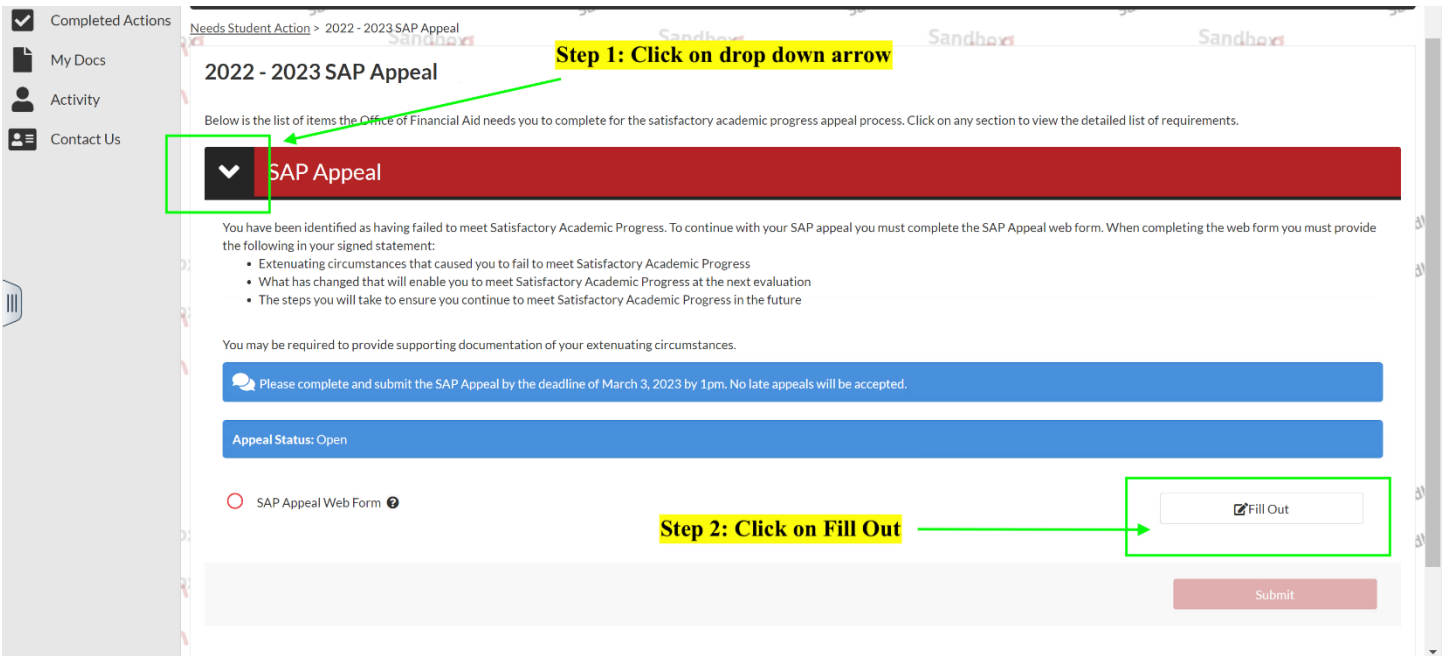 Completed Actions
My Docs
Activity
Contact Us
Needs Student Action > 2022 - 2023 SAP Appeal
Sandbox
Sandbox
Sandbox
Step 1: Click on drop down arrow
2022 - 2023 SAP Appeal
Below is the list of items the Office of Financial Aid needs you to complete for the satisfactory academic progress appeal process. Click on any section to view the detailed list of requirements.
SAP Appeal
You have been identified as having failed to meet Satisfactory Academic Progress. To continue with your SAP appeal you must complete the SAP Appeal web form. When completing the web form you must provide
the following in your signed statement:
• Extenuating circumstances that caused you to fail to meet Satisfactory Academic Progress
• What has changed that will enable you to meet Satisfactory Academic Progress at the next evaluation
• The steps you will take to ensure you continue to meet Satisfactory Academic Progress in the future
You may be required to provide supporting documentation of your extenuating circumstances.
Please complete and submit the SAP Appeal by the deadline of March 3, 2023 by 1pm. No late appeals will be accepted.
Appeal Status: Open
SAP Appeal Web Form
Fill Out
Step 2: Click on Fill Out
Submit